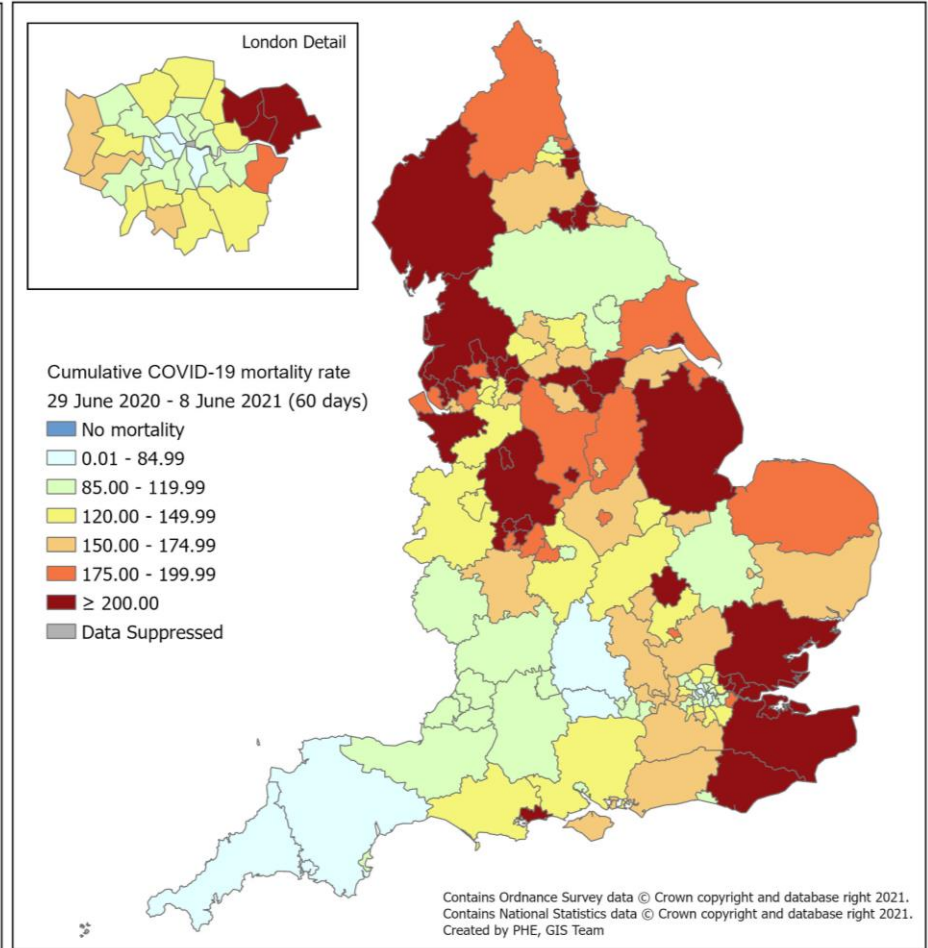 London Detail
Cumulative COVID-19 mortality rate
29 June 2020 - 8 June 2021 (60 days)
No mortality
0.01 - 84.99
85.00 - 119.99
120.00 - 149.99
150.00 - 174.99
175.00 - 199.99
≥ 200.00
Data Suppressed
Contains Ordnance Survey data © Crown copyright and database right 2021.
Contains National Statistics data © Crown copyright and database right 2021.
Created by PHE, GIS Team